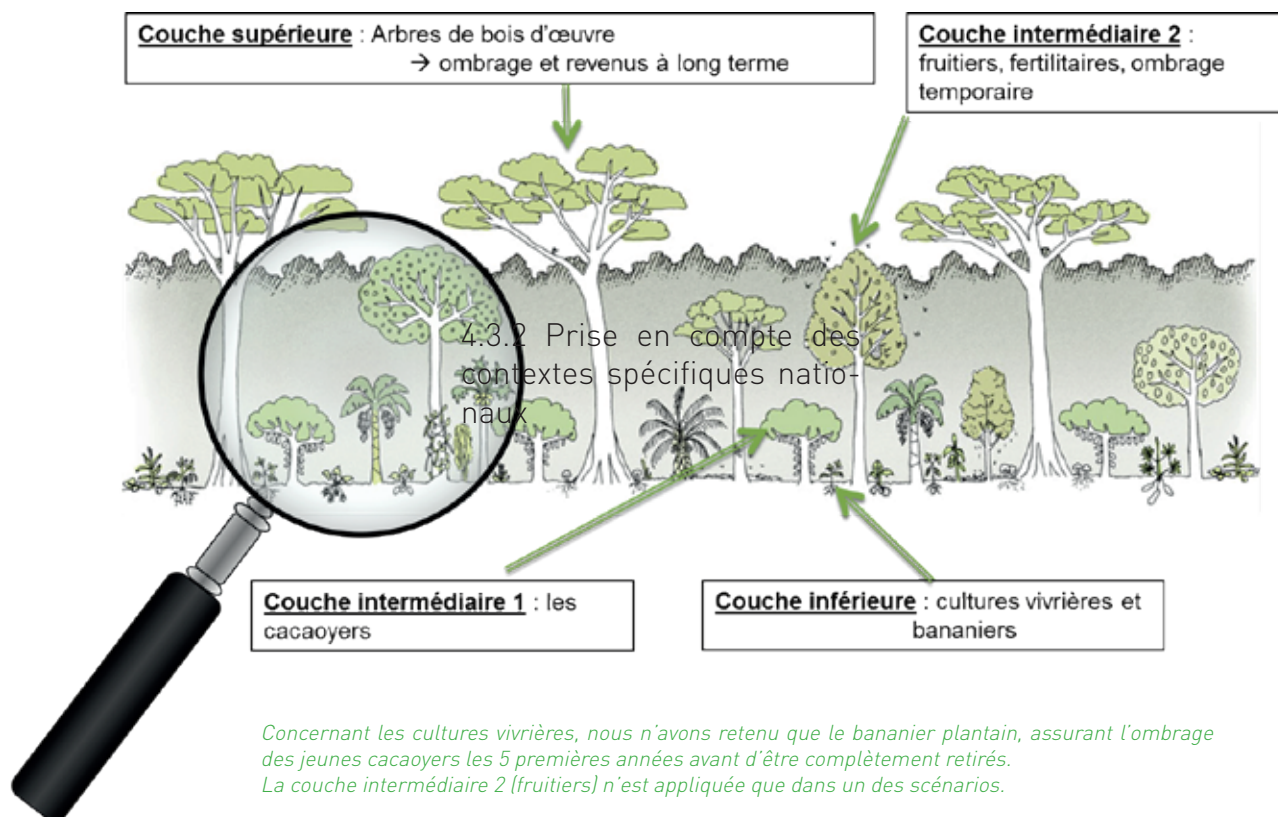 Couche supérieure : Arbres de bois d'œuvre
→ ombrage et revenus à long terme
Couche intermédiaire 2 :
fruitiers, fertilitaires, ombrage
temporaire
4.3.2 Prise en compte des
contextes spécifiques natio-
naux
Couche intermédiaire 1 : les
cacaoyers
Couche inférieure : cultures vivrières et
bananiers
Concernant les cultures vivrières, nous n'avons retenu que le bananier plantain, assurant l'ombrage
des jeunes cacaoyers les 5 premières années avant d'être complètement retirés.
La couche intermédiaire 2 (fruitiers) n'est appliquée que dans un des scénarios.